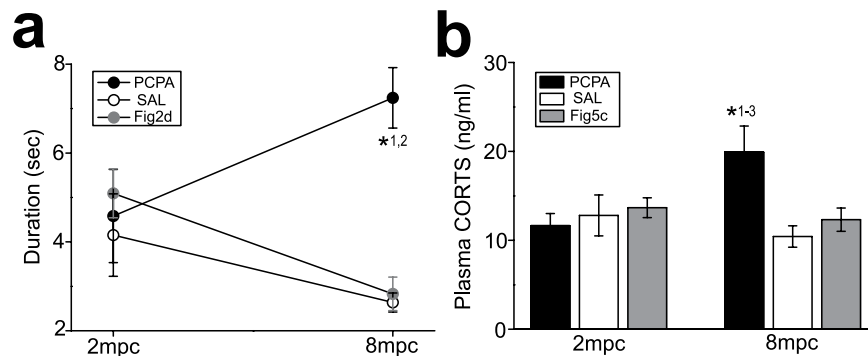 a
8
6
4
2
Duration (sec)
PCPA
SAL
Fig2d
*1,2
2mpc
8mpc
b
30
20
10
0
Plasma CORTS (ng/ml)
PCPA
SAL
Fig5c
*1-3
2mpc
8mpc